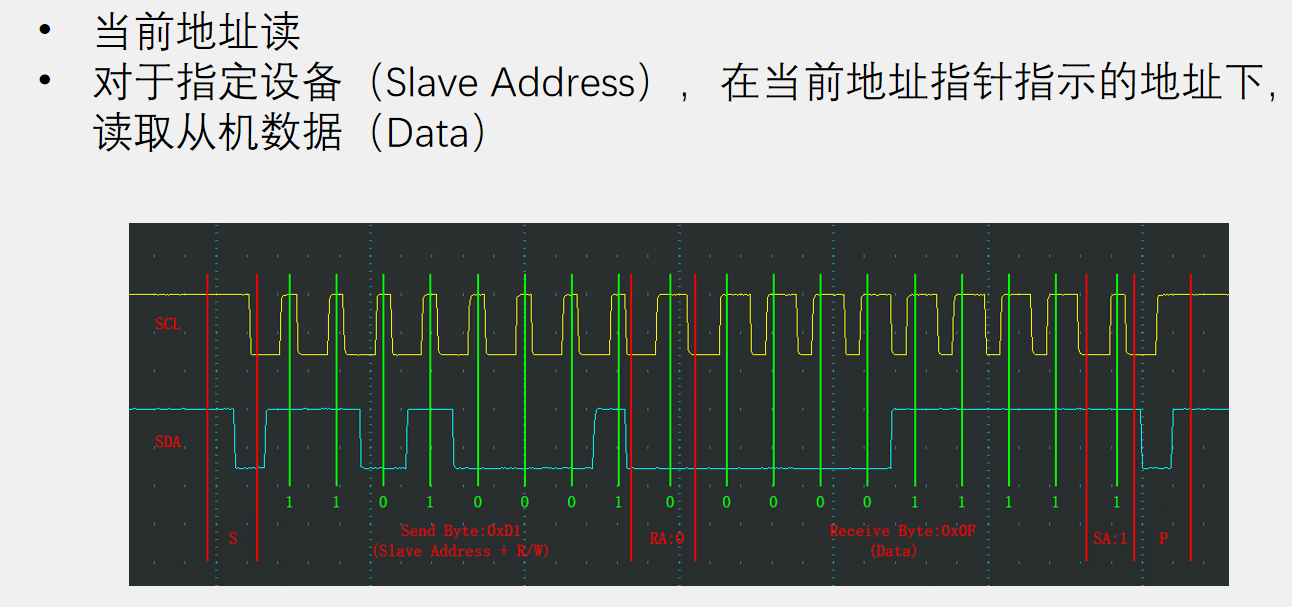 • 当前地址读
• 对于指定设备（Slave Address），在当前地址指针指示的地址下，
读取从机数据（Data）
SCL
SDA
1 1 0 1 0 0 0 1 0 0 0 0 0 1 1 1 1 1
S Send Byte:0xD1 RA:0 Receive Byte:0x0F SA:1 P
(Slave Address + R/W) (Data)